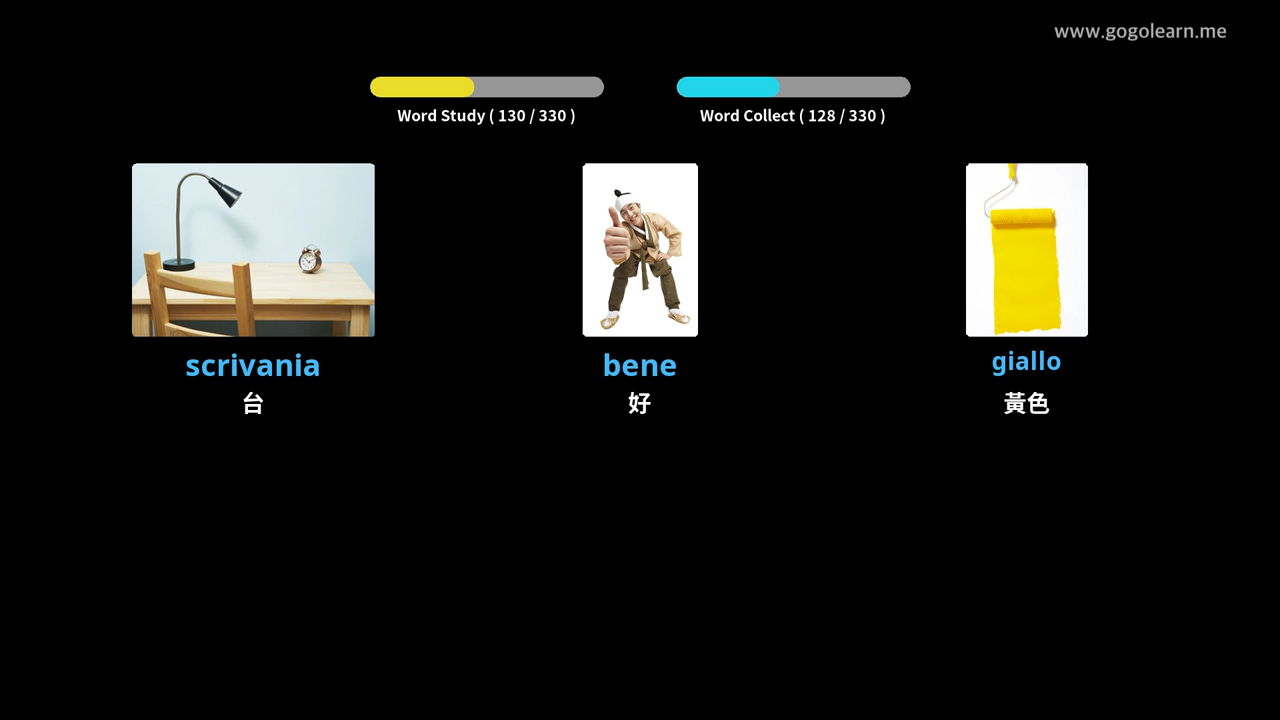 www.gogolearn.me
Word Study ( 130 / 330 )
Word Collect ( 128 / 330 )
scrivania
bene
giallo
台
好
黃色